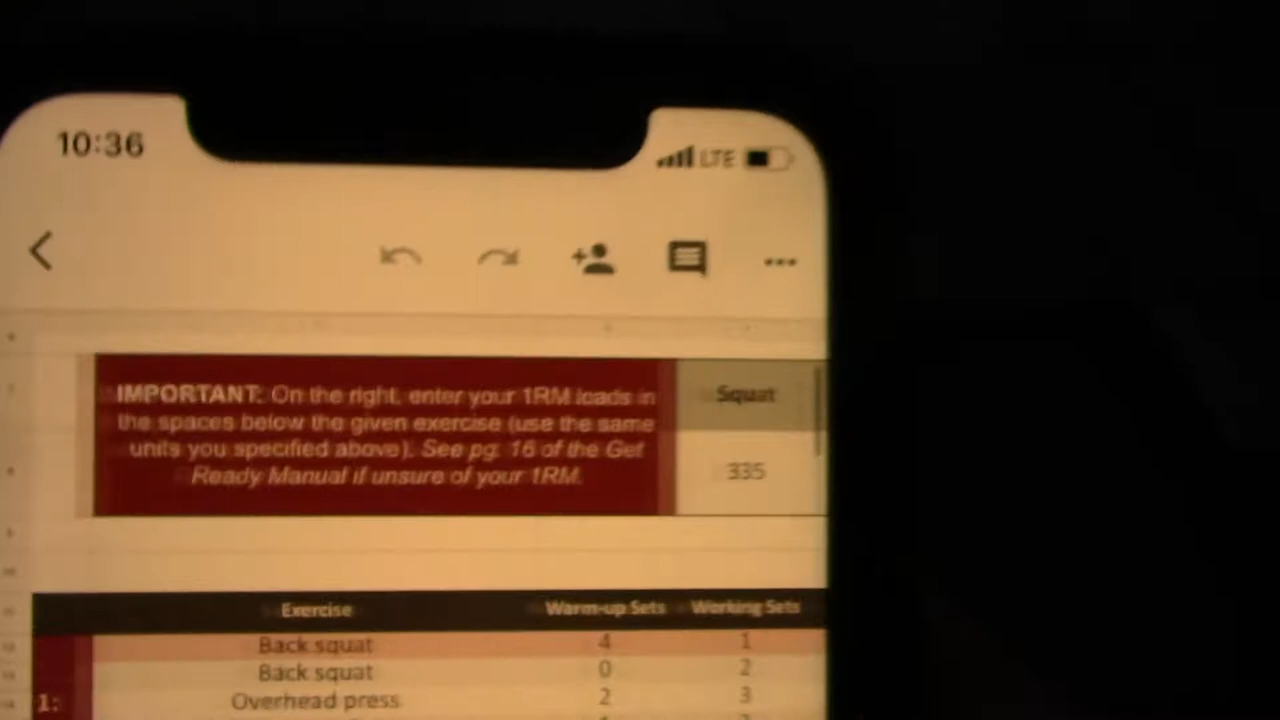 10:36
LTE
IMPORTANT: On the right, enter your 1RM loads in
the spaces below the given exercise (use the same
units you specified above). See pg. 16 of the Get
Ready Manual if unsure of your 1RM.
Squat
335
Exercise Warm-up Sets Working Sets
Back squat 4 1
Back squat 0 2
1: Overhead press 2 3